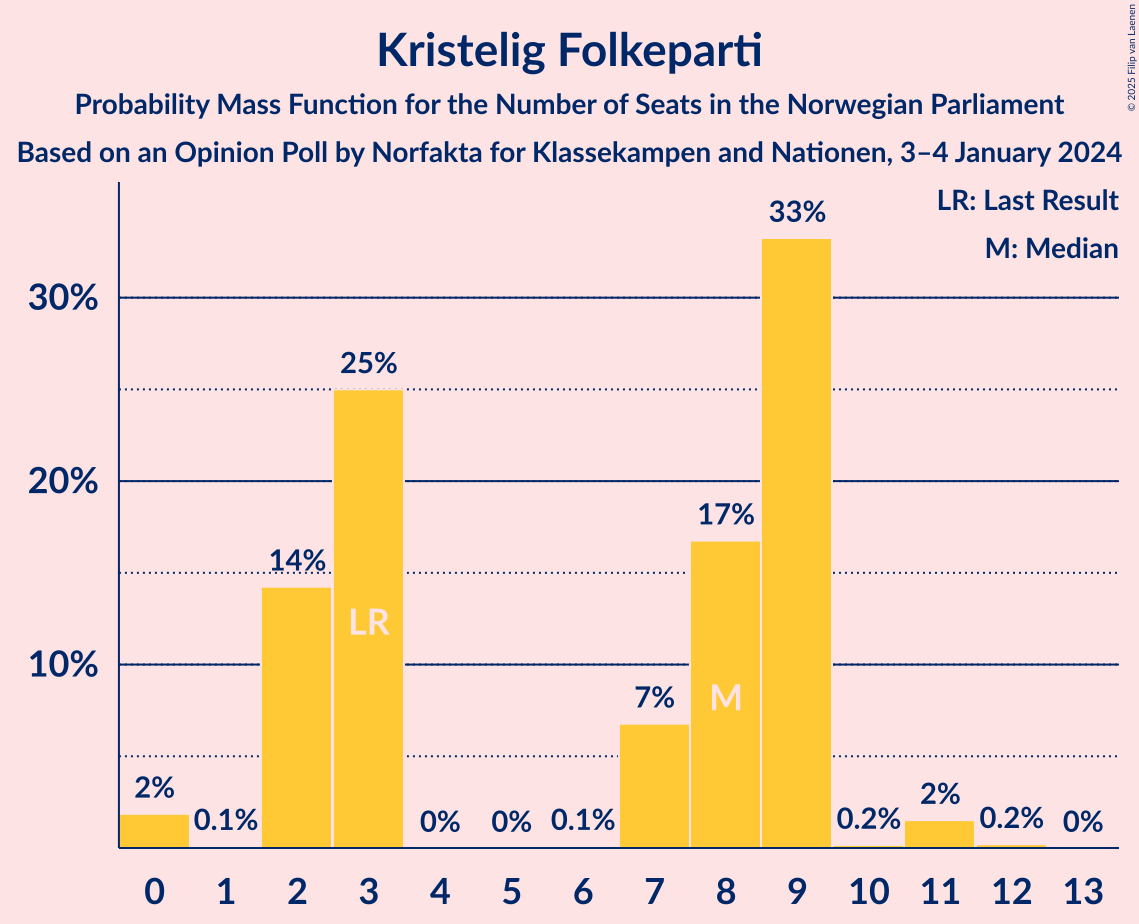 Kristelig Folkeparti
Probability Mass Function for the Number of Seats in the Norwegian Parliament
Based on an Opinion Poll by Norfakta for Klassekampen and Nationen, 3–4 January 2024
© 2025 Filip van Laenen
LR: Last Result
M: Median
33%
30%
25%
20%
17%
14%
LR
10%
7%
M
2%
0.1%
0%
0%
0.1%
0.2%
2%
0.2%
0%
0 1 2 3 4 5 6 7 8 9 10 11 12 13